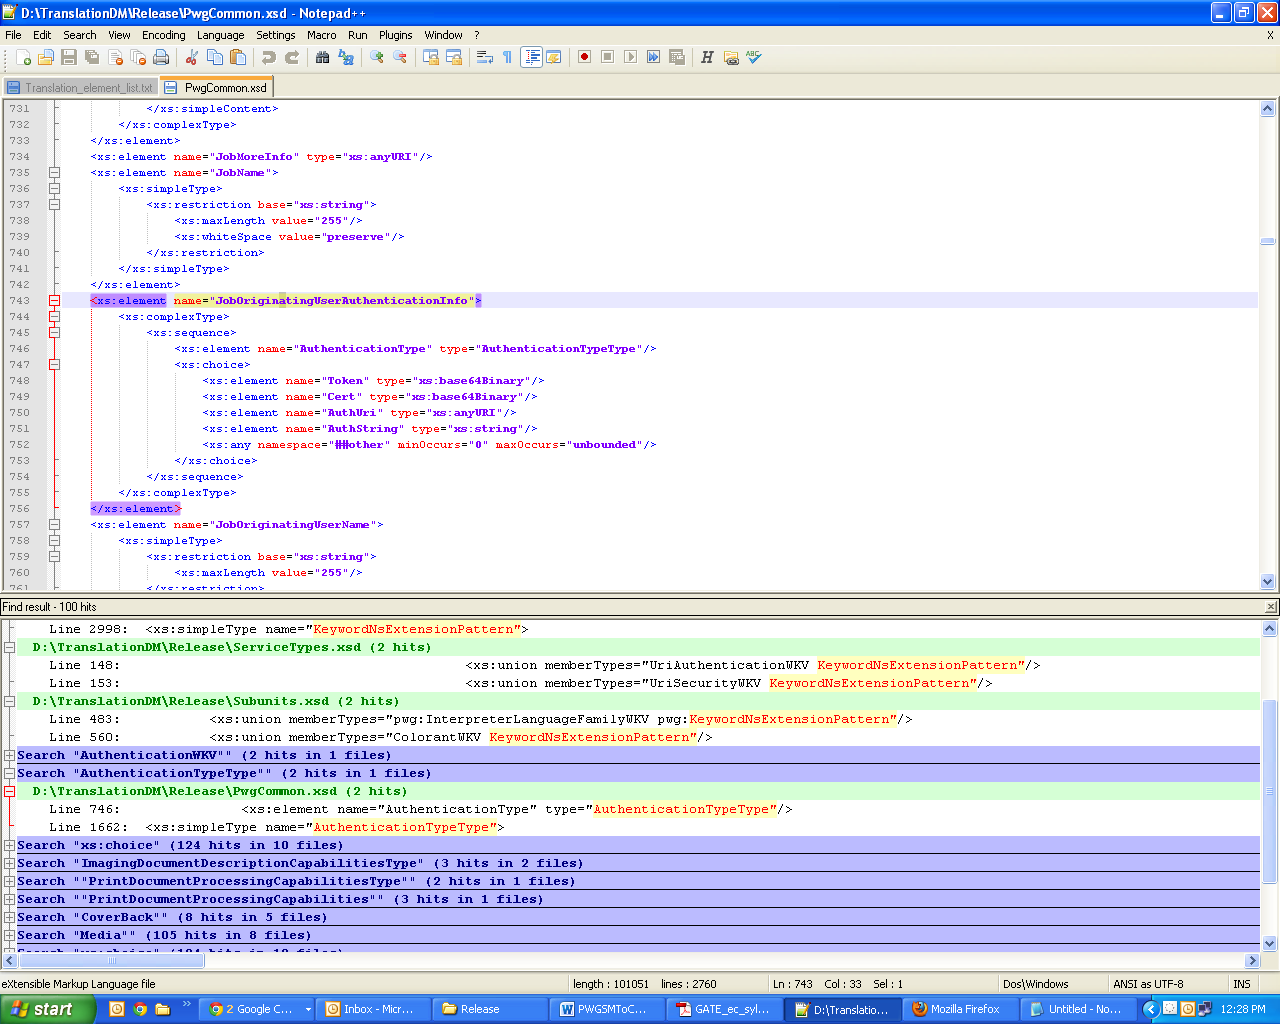 D:\TranslationDM\Release\PwgCommon.xsd - Notepad++
File Edit Search View Encoding Language Settings Macro Run Plugins Window ? X
Translation_element_list.txt PwgCommon.xsd
731 </xs:simpleContent>
732 </xs:complexType>
733 </xs:element>
734 <xs:element name="JobMoreInfo" type="xs:anyURI"/>
735 <xs:element name="JobName">
736 <xs:simpleType>
737 <xs:restriction base="xs:string">
738 <xs:maxLength value="255"/>
739 <xs:whiteSpace value="preserve"/>
740 </xs:restriction>
741 </xs:simpleType>
742 </xs:element>
743 <xs:element name="JobOriginatingUserAuthenticationInfo">
744 <xs:complexType>
745 <xs:sequence>
746 <xs:element name="AuthenticationType" type="AuthenticationTypeType"/>
747 <xs:choice>
748 <xs:element name="Token" type="xs:base64Binary"/>
749 <xs:element name="Cert" type="xs:base64Binary"/>
750 <xs:element name="AuthUri" type="xs:anyURI"/>
751 <xs:element name="AuthString" type="xs:string"/>
752 <xs:any namespace="##other" minOccurs="0" maxOccurs="unbounded"/>
753 </xs:choice>
754 </xs:sequence>
755 </xs:complexType>
756 </xs:element>
757 <xs:element name="JobOriginatingUserName">
758 <xs:simpleType>
759 <xs:restriction base="xs:string">
760 <xs:maxLength value="255"/>
761 </xs:restriction>
Find result - 100 hits
Line 2998: <xs:simpleType name="KeywordNsExtensionPattern">
D:\TranslationDM\Release\ServiceTypes.xsd (2 hits)
Line 148: <xs:union memberTypes="UriAuthenticationWKV KeywordNsExtensionPattern"/>
Line 153: <xs:union memberTypes="UriSecurityWKV KeywordNsExtensionPattern"/>
D:\TranslationDM\Release\Subunits.xsd (2 hits)
Line 483: <xs:union memberTypes="pwg:InterpreterLanguageFamilyWKV pwg:KeywordNsExtensionPattern"/>
Line 560: <xs:union memberTypes="ColorantWKV KeywordNsExtensionPattern"/>
Search "AuthenticationWKV"" (2 hits in 1 files)
Search "AuthenticationTypeType"" (2 hits in 1 files)
D:\TranslationDM\Release\PwgCommon.xsd (2 hits)
Line 746: <xs:element name="AuthenticationType" type="AuthenticationTypeType"/>
Line 1662: <xs:simpleType name="AuthenticationTypeType">
Search "xs:choice" (124 hits in 10 files)
Search "ImagingDocumentDescriptionCapabilitiesType" (3 hits in 2 files)
Search ""PrintDocumentProcessingCapabilitiesType"" (2 hits in 1 files)
Search ""PrintDocumentProcessingCapabilities"" (3 hits in 1 files)
Search "CoverBack"" (8 hits in 5 files)
Search "Media"" (105 hits in 8 files)
eXtensible Markup Language file length : 101051 lines : 2760 Ln : 743 Col : 33 Sel : 1 Dos\Windows ANSI as UTF-8 INS
start 2 Google C... Inbox - Micr... Release PWGSMToC... GATE_ec_syl... D:\Translatio... Mozilla Firefox Untitled - No... 12:28 PM